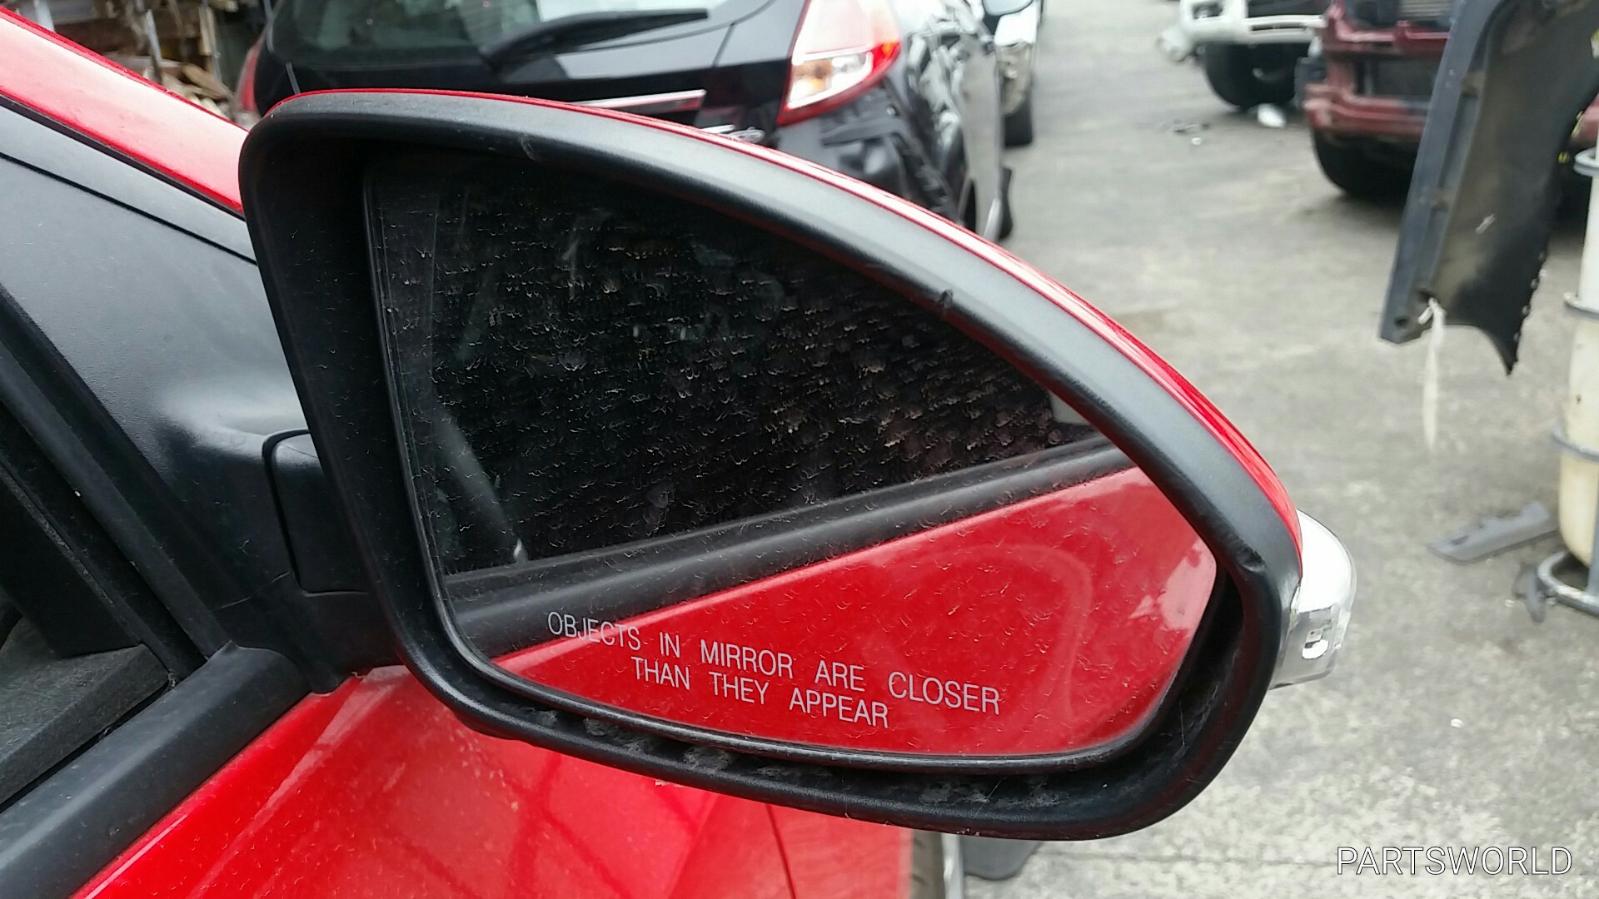 OBJECTS IN MIRROR ARE CLOSER
THAN THEY APPEAR
PARTSWORLD